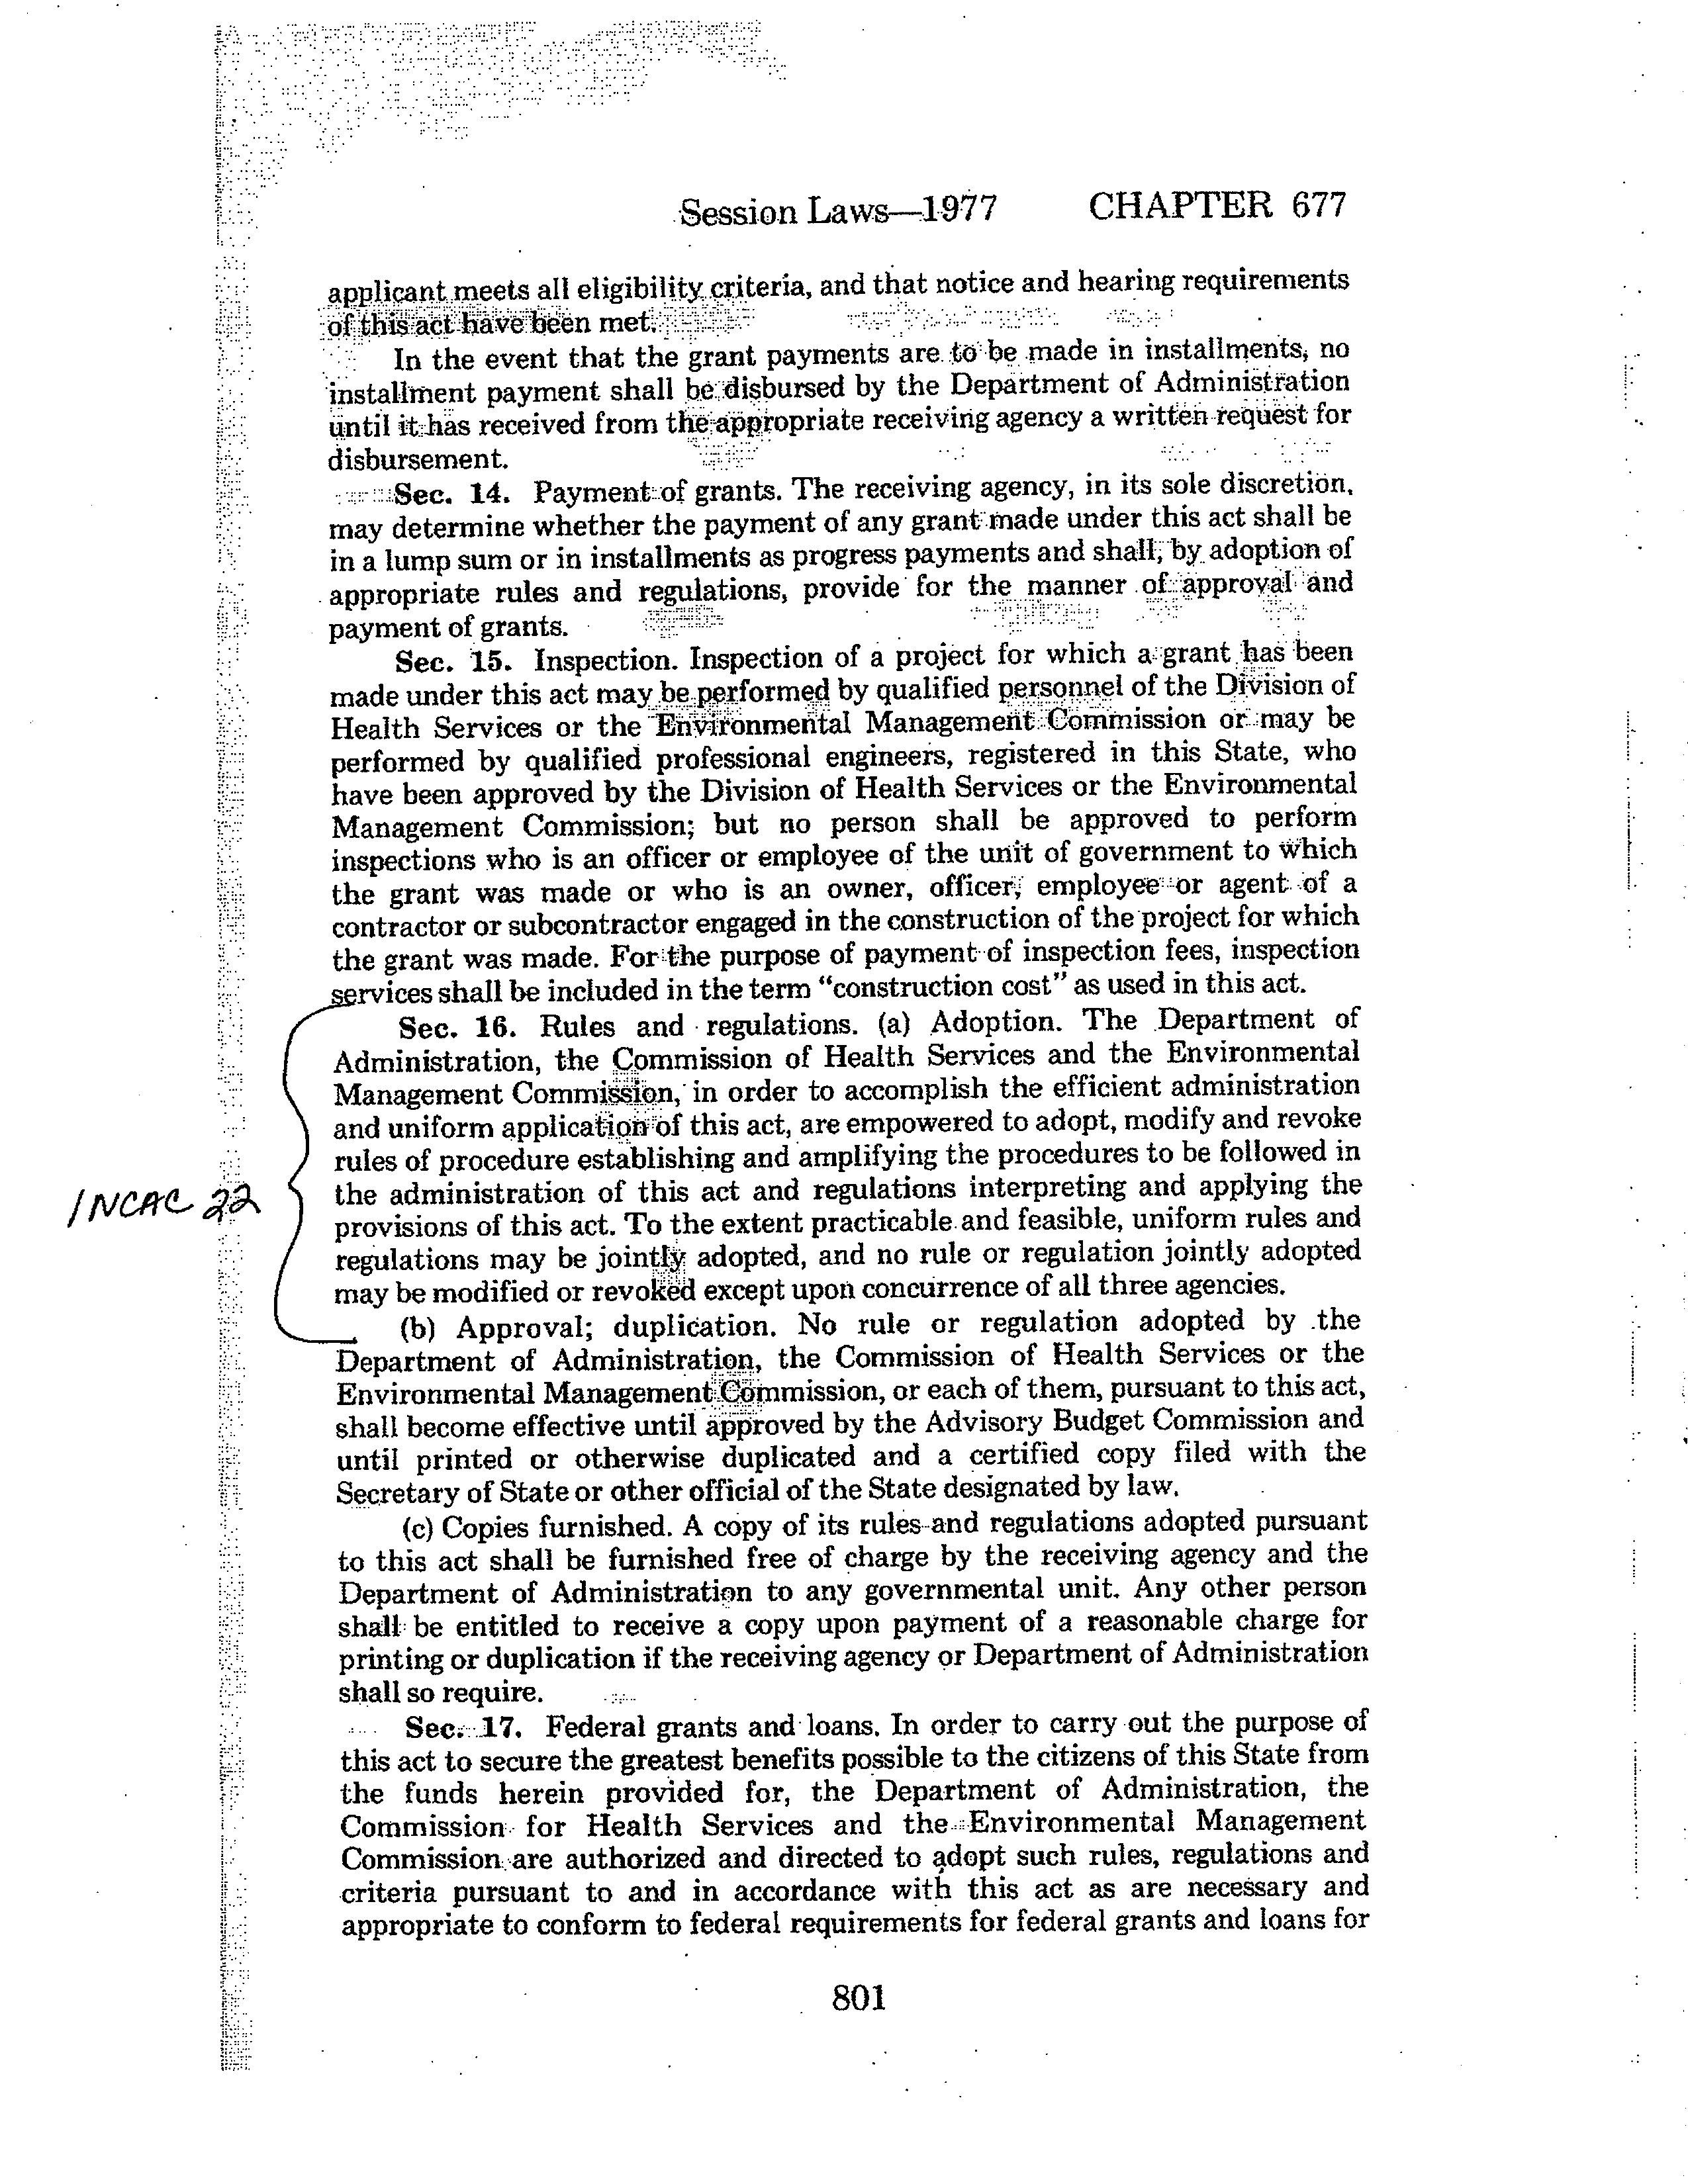 Session Laws—1977 CHAPTER 677
applicant meets all eligibility criteria, and that notice and hearing requirements
of this act have been met.
In the event that the grant payments are to be made in installments, no
installment payment shall be disbursed by the Department of Administration
until it has received from the appropriate receiving agency a written request for
disbursement.
Sec. 14. Payment of grants. The receiving agency, in its sole discretion,
may determine whether the payment of any grant made under this act shall be
in a lump sum or in installments as progress payments and shall, by adoption of
appropriate rules and regulations, provide for the manner of approval and
payment of grants.
Sec. 15. Inspection. Inspection of a project for which a grant has been
made under this act may be performed by qualified personnel of the Division of
Health Services or the Environmental Management Commission or may be
performed by qualified professional engineers, registered in this State, who
have been approved by the Division of Health Services or the Environmental
Management Commission; but no person shall be approved to perform
inspections who is an officer or employee of the unit of government to which
the grant was made or who is an owner, officer, employee or agent of a
contractor or subcontractor engaged in the construction of the project for which
the grant was made. For the purpose of payment of inspection fees, inspection
services shall be included in the term “construction cost” as used in this act.
Sec. 16. Rules and regulations. (a) Adoption. The Department of
Administration, the Commission of Health Services and the Environmental
Management Commission, in order to accomplish the efficient administration
and uniform application of this act, are empowered to adopt, modify and revoke
rules of procedure establishing and amplifying the procedures to be followed in
the administration of this act and regulations interpreting and applying the
provisions of this act. To the extent practicable and feasible, uniform rules and
regulations may be jointly adopted, and no rule or regulation jointly adopted
may be modified or revoked except upon concurrence of all three agencies.
1 NCAC 22
(b) Approval; duplication. No rule or regulation adopted by the
Department of Administration, the Commission of Health Services or the
Environmental Management Commission, or each of them, pursuant to this act,
shall become effective until approved by the Advisory Budget Commission and
until printed or otherwise duplicated and a certified copy filed with the
Secretary of State or other official of the State designated by law.
(c) Copies furnished. A copy of its rules and regulations adopted pursuant
to this act shall be furnished free of charge by the receiving agency and the
Department of Administration to any governmental unit. Any other person
shall be entitled to receive a copy upon payment of a reasonable charge for
printing or duplication if the receiving agency or Department of Administration
shall so require.
Sec. 17. Federal grants and loans. In order to carry out the purpose of
this act to secure the greatest benefits possible to the citizens of this State from
the funds herein provided for, the Department of Administration, the
Commission for Health Services and the Environmental Management
Commission are authorized and directed to adopt such rules, regulations and
criteria pursuant to and in accordance with this act as are necessary and
appropriate to conform to federal requirements for federal grants and loans for
801